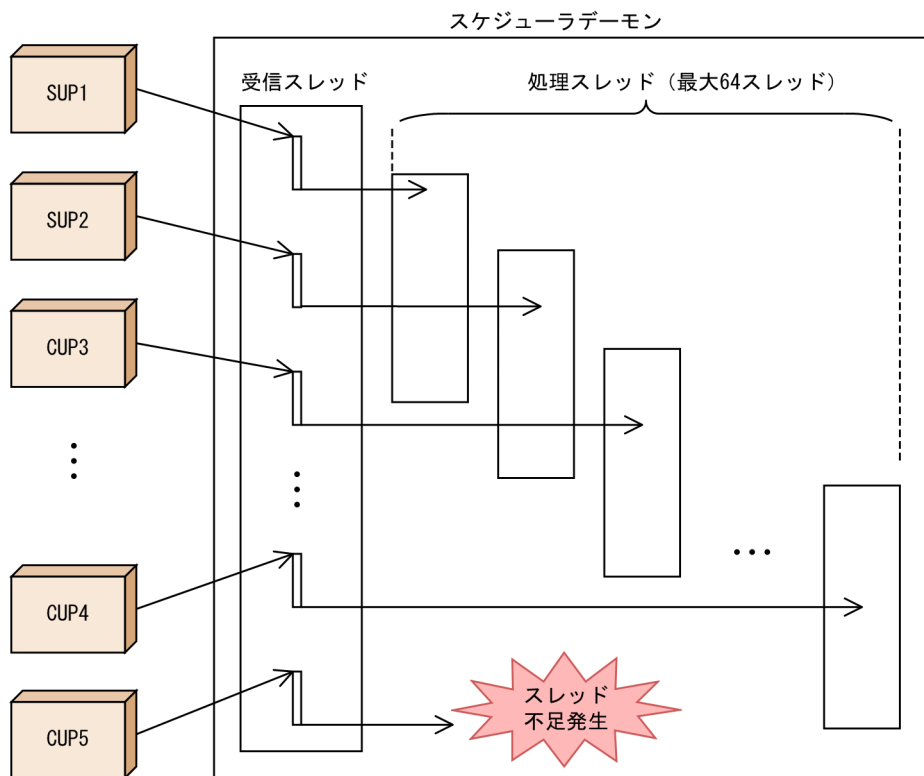 スケジューラデーモン
受信スレッド
処理スレッド（最大64スレッド）
SUP1
SUP2
CUP3
⋮
⋮
…
CUP4
CUP5
スレッド
不足発生